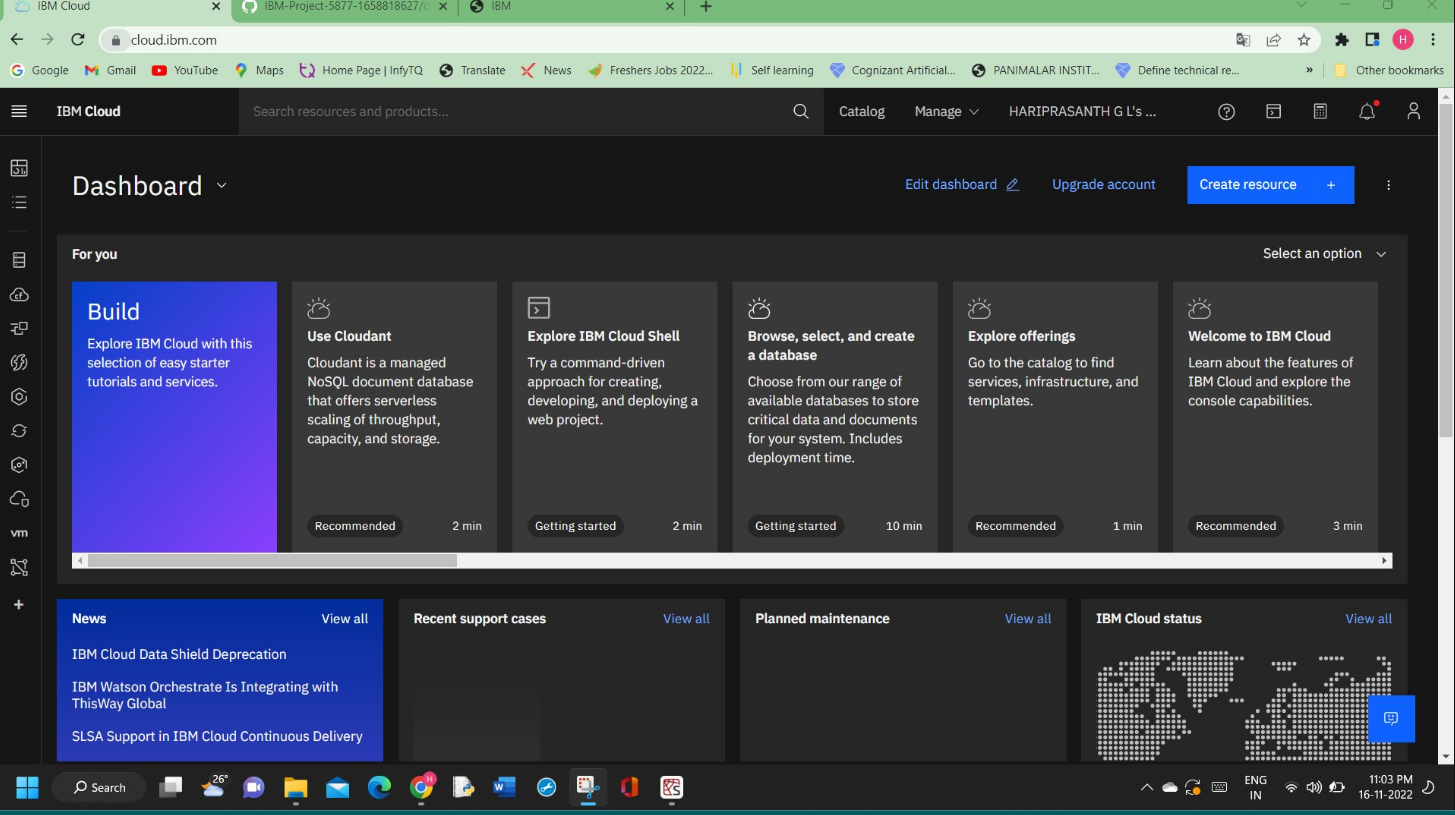 IBM Cloud
IBM-Project-5877-1658818627/c
IBM
cloud.ibm.com
H
Google
Gmail
YouTube
Maps
Home Page | InfyTQ
Translate
News
Freshers Jobs 2022...
Self learning
Cognizant Artificial...
PANIMALAR INSTIT...
Define technical re...
»
Other bookmarks
IBM Cloud
Search resources and products...
Catalog
Manage
HARIPRASANTH G L's ...
Dashboard
Edit dashboard
Upgrade account
Create resource +
For you
Select an option
Build
Explore IBM Cloud with this
selection of easy starter
tutorials and services.
Use Cloudant
Cloudant is a managed
NoSQL document database
that offers serverless
scaling of throughput,
capacity, and storage.
Recommended 2 min
Explore IBM Cloud Shell
Try a command-driven
approach for creating,
developing, and deploying a
web project.
Getting started 2 min
Browse, select, and create
a database
Choose from our range of
available databases to store
critical data and documents
for your system. Includes
deployment time.
Getting started 10 min
Explore offerings
Go to the catalog to find
services, infrastructure, and
templates.
Recommended 1 min
Welcome to IBM Cloud
Learn about the features of
IBM Cloud and explore the
console capabilities.
Recommended 3 min
vm
News View all
IBM Cloud Data Shield Deprecation
IBM Watson Orchestrate Is Integrating with
ThisWay Global
SLSA Support in IBM Cloud Continuous Delivery
Recent support cases View all
Planned maintenance View all
IBM Cloud status View all
Search
26°
ENG
IN
11:03 PM
16-11-2022